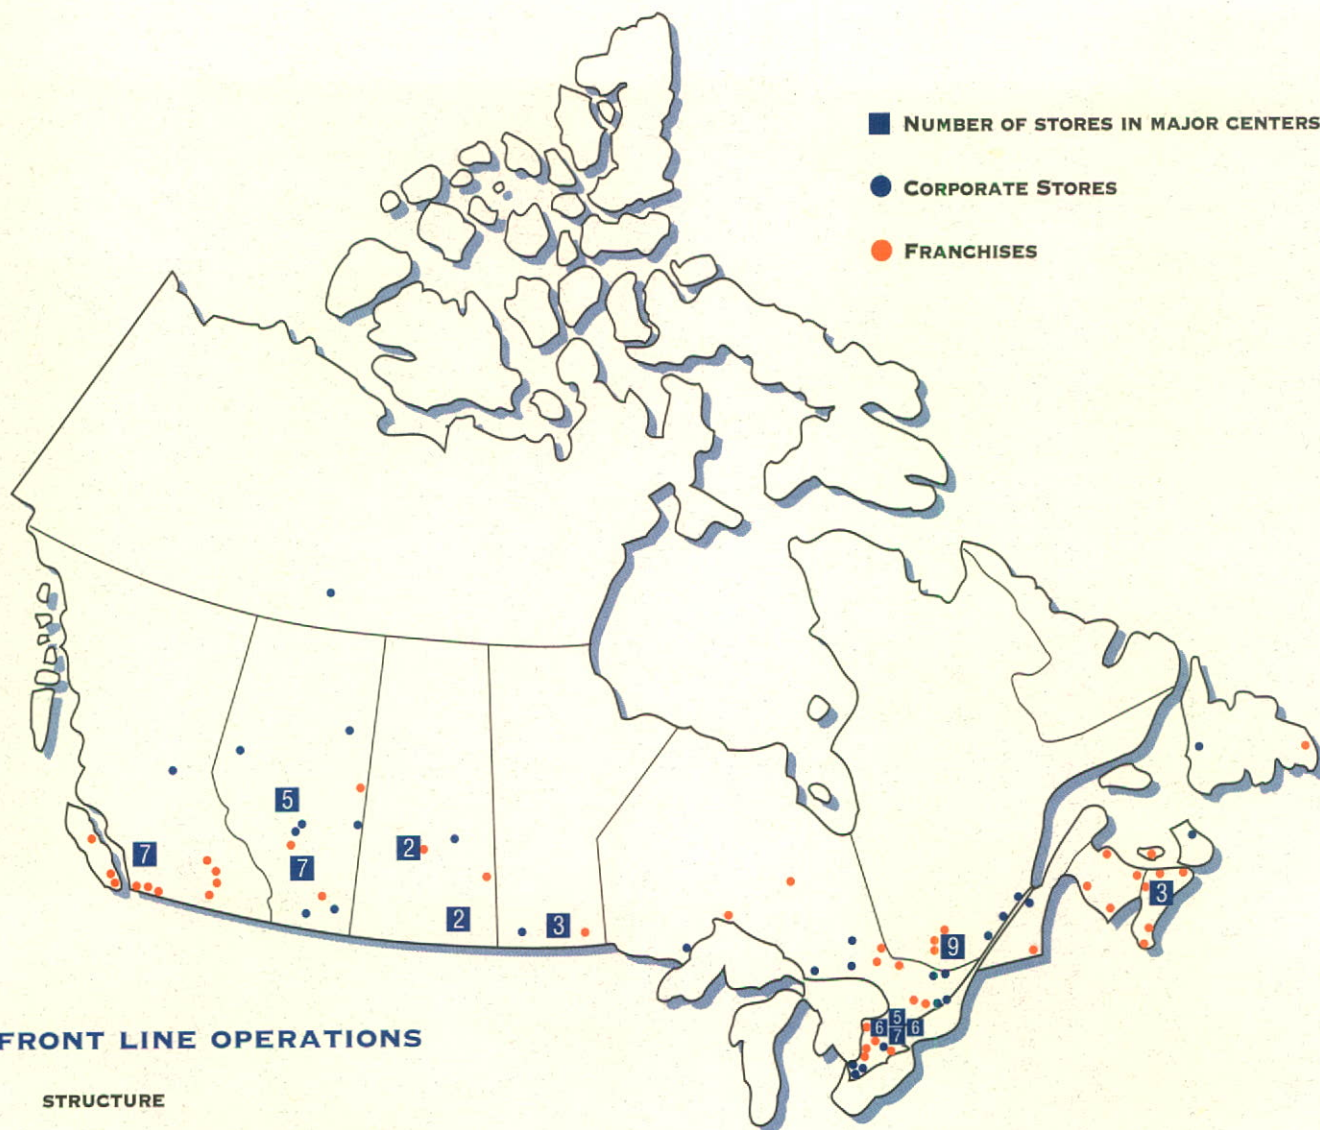 NUMBER OF STORES IN MAJOR CENTERS
CORPORATE STORES
FRANCHISES
5
7
7
2
2
3
3
9
5
6 6
7
FRONT LINE OPERATIONS
STRUCTURE